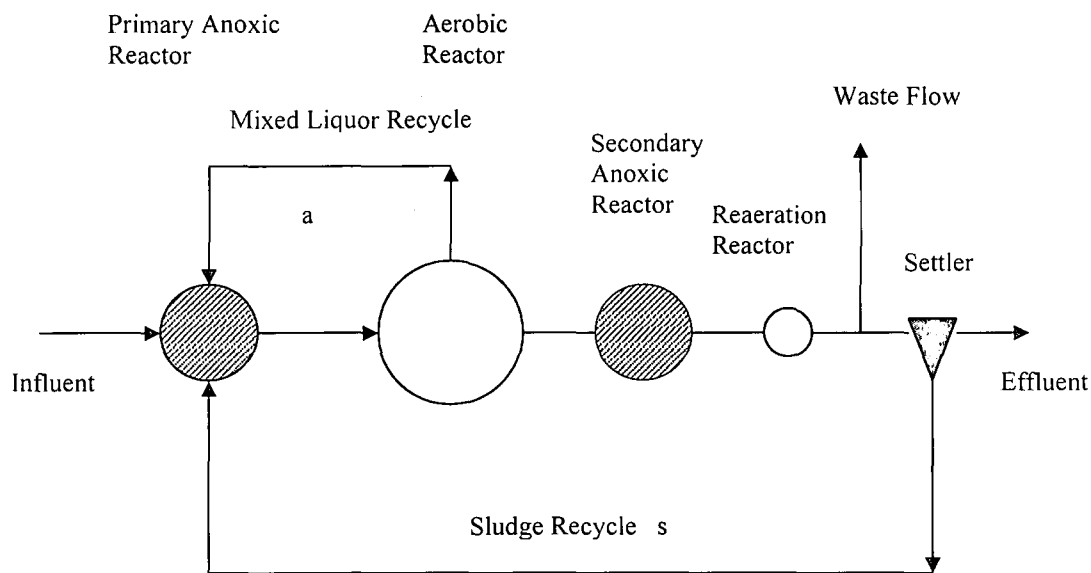 Primary Anoxic
Reactor
Aerobic
Reactor
Waste Flow
Mixed Liquor Recycle
Secondary
Anoxic
Reactor
a
Reaeration
Reactor
Settler
Influent
Effluent
Sludge Recycle s